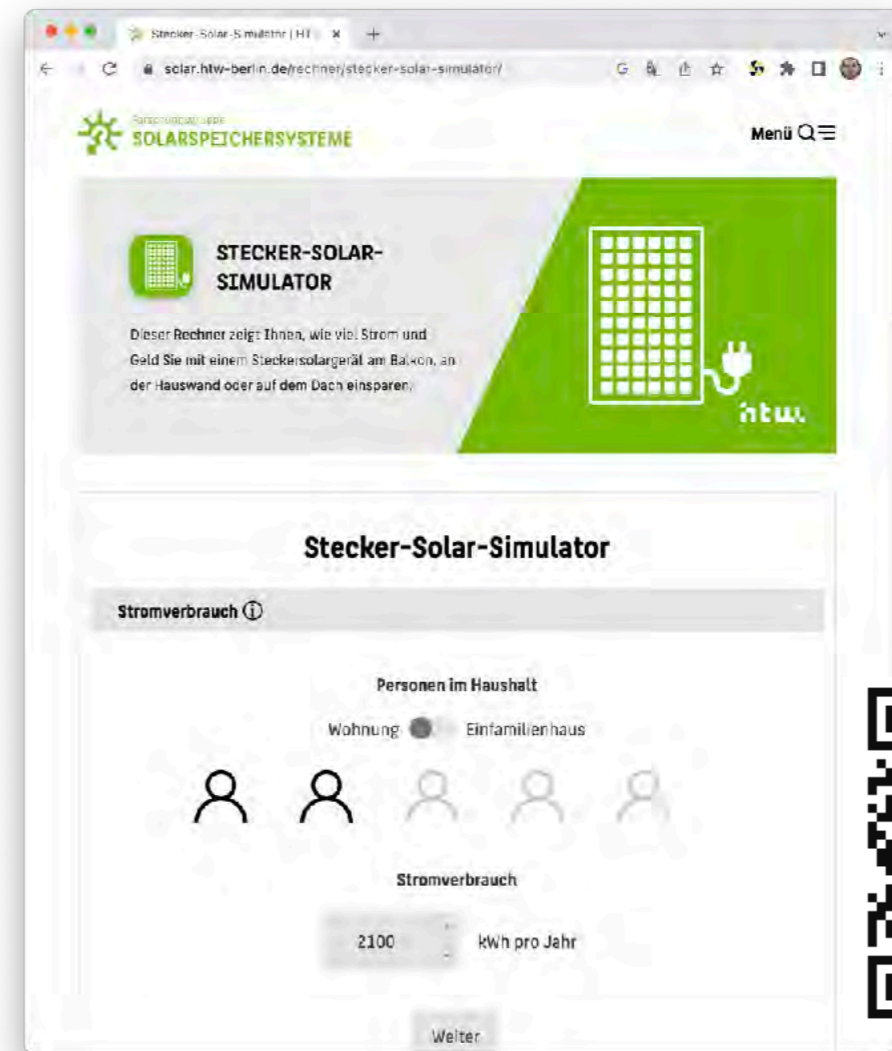 Stecker-Solar-Simulator | HT
solar.htw-berlin.de/rechner/stecker-solar-simulator/
Forschungsgruppe
SOLARSPEICHERSYSTEME
Menü
STECKER-SOLAR-
SIMULATOR
Dieser Rechner zeigt Ihnen, wie viel Strom und
Geld Sie mit einem Steckersolargerät am Balkon, an
der Hauswand oder auf dem Dach einsparen.
htw.
Stecker-Solar-Simulator
Stromverbrauch
Personen im Haushalt
Wohnung Einfamilienhaus
Stromverbrauch
2100 kWh pro Jahr
Weiter